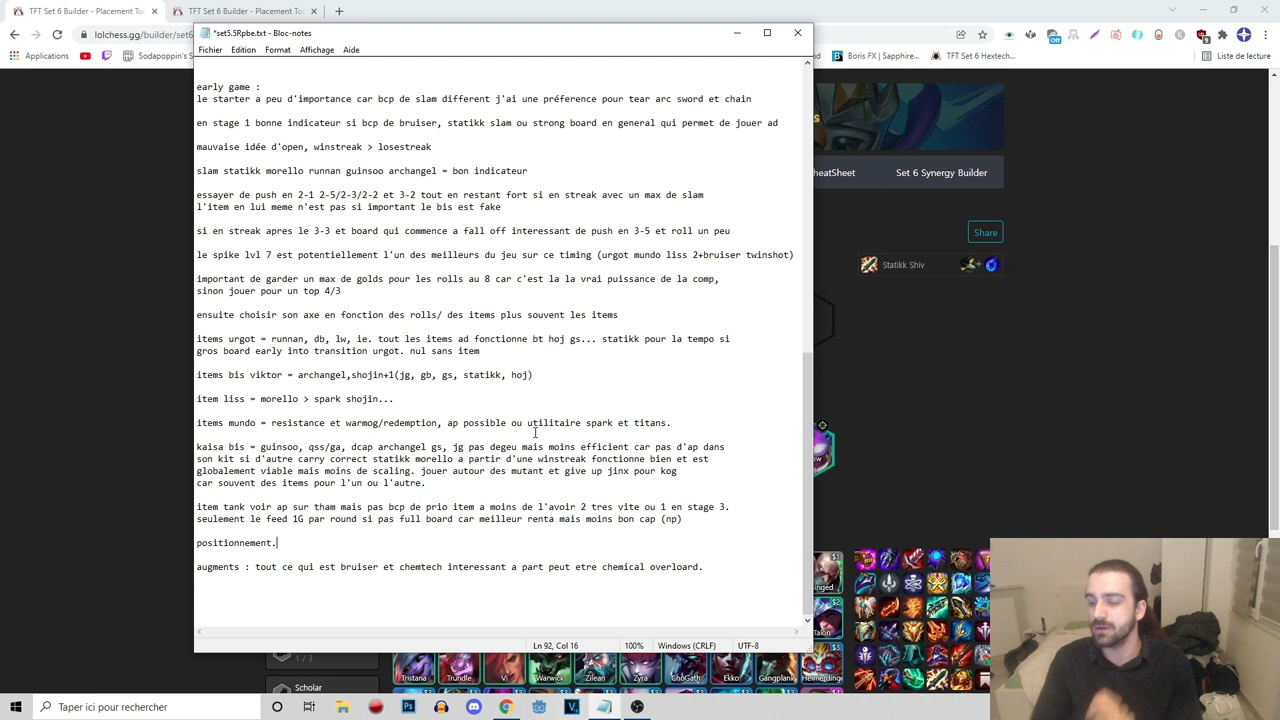 TFT Set 6 Builder - Placement Too
TFT Set 6 Builder - Placement Too
lolchess.gg/builder/set6
Applications
Sodapoppin's S
Boris FX | Sapphire...
TFT Set 6 Hextech...
Liste de lecture
*set5.5Rpbe.txt - Bloc-notes
Fichier Edition Format Affichage Aide
early game :
le starter a peu d'importance car bcp de slam different j'ai une préference pour tear arc sword et chain
en stage 1 bonne indicateur si bcp de bruiser, statikk slam ou strong board en general qui permet de jouer ad
mauvaise idée d'open, winstreak > losestreak
slam statikk morello runnan guinsoo archangel = bon indicateur
essayer de push en 2-1 2-5/2-3/2-2 et 3-2 tout en restant fort si en streak avec un max de slam
l'item en lui meme n'est pas si important le bis est fake
si en streak apres le 3-3 et board qui commence a fall off interessant de push en 3-5 et roll un peu
le spike lvl 7 est potentiellement l'un des meilleurs du jeu sur ce timing (urgot mundo liss 2+bruiser twinshot)
important de garder un max de golds pour les rolls au 8 car c'est la la vrai puissance de la comp,
sinon jouer pour un top 4/3
ensuite choisir son axe en fonction des rolls/ des items plus souvent les items
items urgot = runnan, db, lw, ie. tout les items ad fonctionne bt hoj gs... statikk pour la tempo si
gros board early into transition urgot. nul sans item
items bis viktor = archangel,shojin+1(jg, gb, gs, statikk, hoj)
item liss = morello > spark shojin...
items mundo = resistance et warmog/redemption, ap possible ou utilitaire spark et titans.
kaisa bis = guinsoo, qss/ga, dcap archangel gs, jg pas degeu mais moins efficient car pas d'ap dans
son kit si d'autre carry correct statikk morello a partir d'une winstreak fonctionne bien et est
globalement viable mais moins de scaling. jouer autour des mutant et give up jinx pour kog
car souvent des items pour l'un ou l'autre.
item tank voir ap sur tham mais pas bcp de prio item a moins de l'avoir 2 tres vite ou 1 en stage 3.
seulement le feed 1G par round si pas full board car meilleur renta mais moins bon cap (np)
positionnement.
augments : tout ce qui est bruiser et chemtech interessant a part peut etre chemical overloard.
Ln 92, Col 16
100%
Windows (CRLF)
UTF-8
heatSheet
Set 6 Synergy Builder
Share
Statikk Shiv
+
Singed
$2
Talon
1 / 3
Scholar
Tristana
Trundle
Vi
Warwick
Zilean
Zyra
ChoGath
Ekko
Gangplank
Heimerding
Taper ici pour rechercher